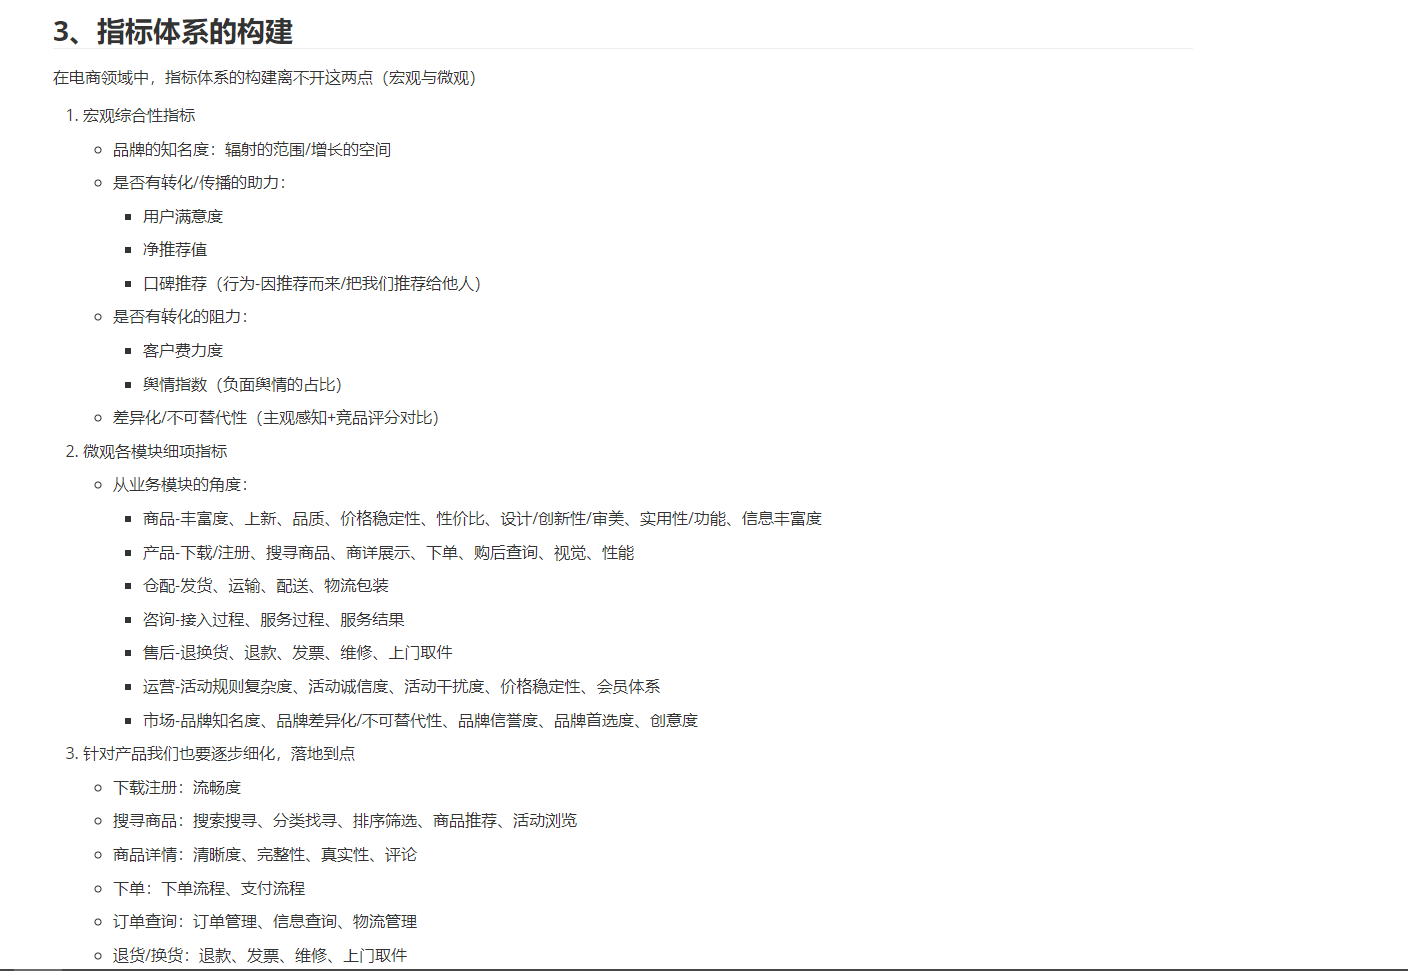 3、指标体系的构建
在电商领域中，指标体系的构建离不开这两点（宏观与微观）
1. 宏观综合性指标
品牌的知名度：辐射的范围/增长的空间
是否有转化/传播的助力：
用户满意度
净推荐值
口碑推荐（行为-因推荐而来/把我们推荐给他人）
是否有转化的阻力：
客户费力度
舆情指数（负面舆情的占比）
差异化/不可替代性（主观感知+竞品评分对比）
2. 微观各模块细项指标
从业务模块的角度：
商品-丰富度、上新、品质、价格稳定性、性价比、设计/创新性/审美、实用性/功能、信息丰富度
产品-下载/注册、搜寻商品、商详展示、下单、购后查询、视觉、性能
仓配-发货、运输、配送、物流包装
咨询-接入过程、服务过程、服务结果
售后-退换货、退款、发票、维修、上门取件
运营-活动规则复杂度、活动诚信度、活动干扰度、价格稳定性、会员体系
市场-品牌知名度、品牌差异化/不可替代性、品牌信誉度、品牌首选度、创意度
3. 针对产品我们也要逐步细化，落地到点
下载注册：流畅度
搜寻商品：搜索搜寻、分类找寻、排序筛选、商品推荐、活动浏览
商品详情：清晰度、完整性、真实性、评论
下单：下单流程、支付流程
订单查询：订单管理、信息查询、物流管理
退货/换货：退款、发票、维修、上门取件